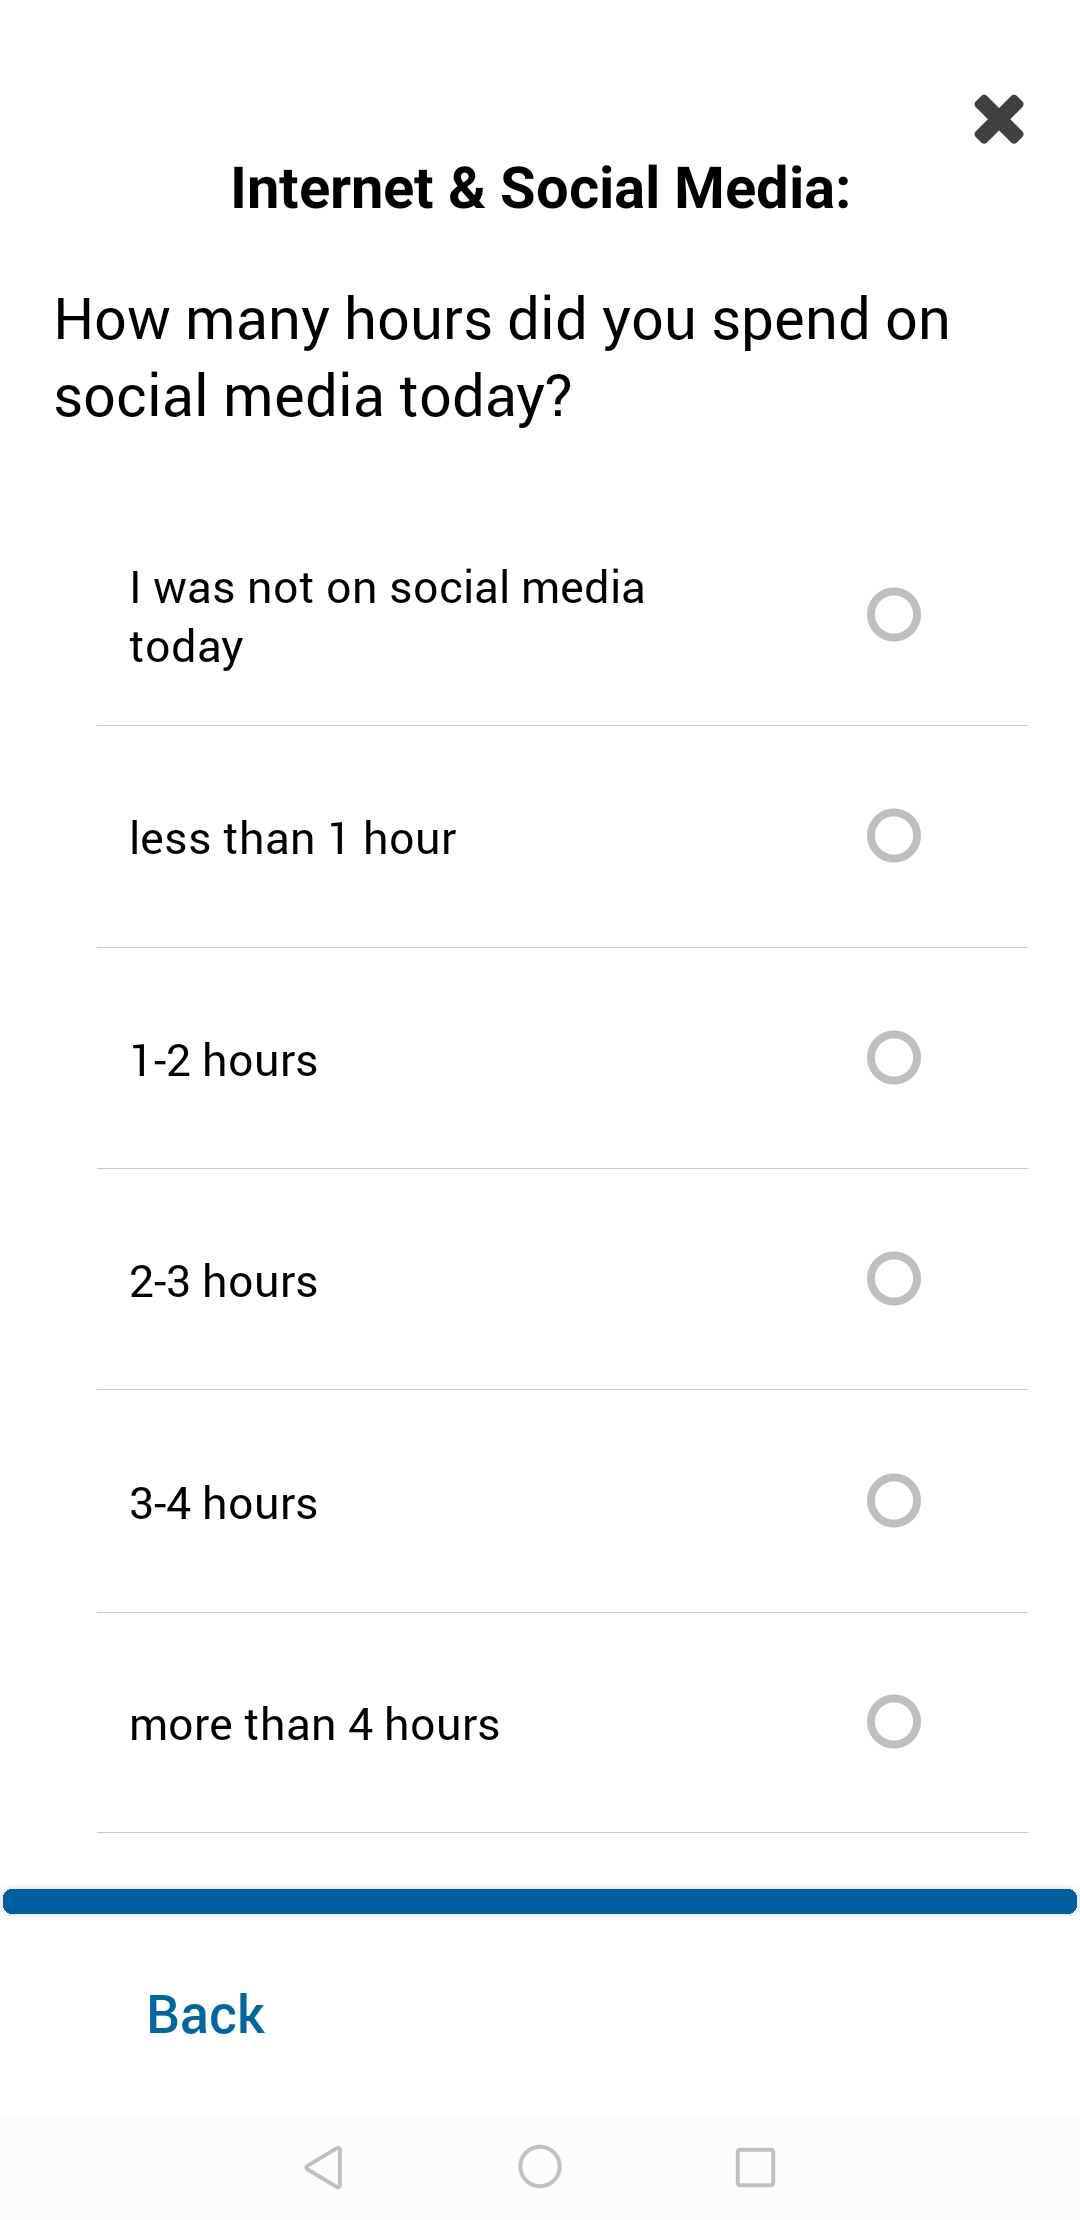 Internet & Social Media:
How many hours did you spend on
social media today?
I was not on social media
today
less than 1 hour
1-2 hours
2-3 hours
3-4 hours
more than 4 hours
Back